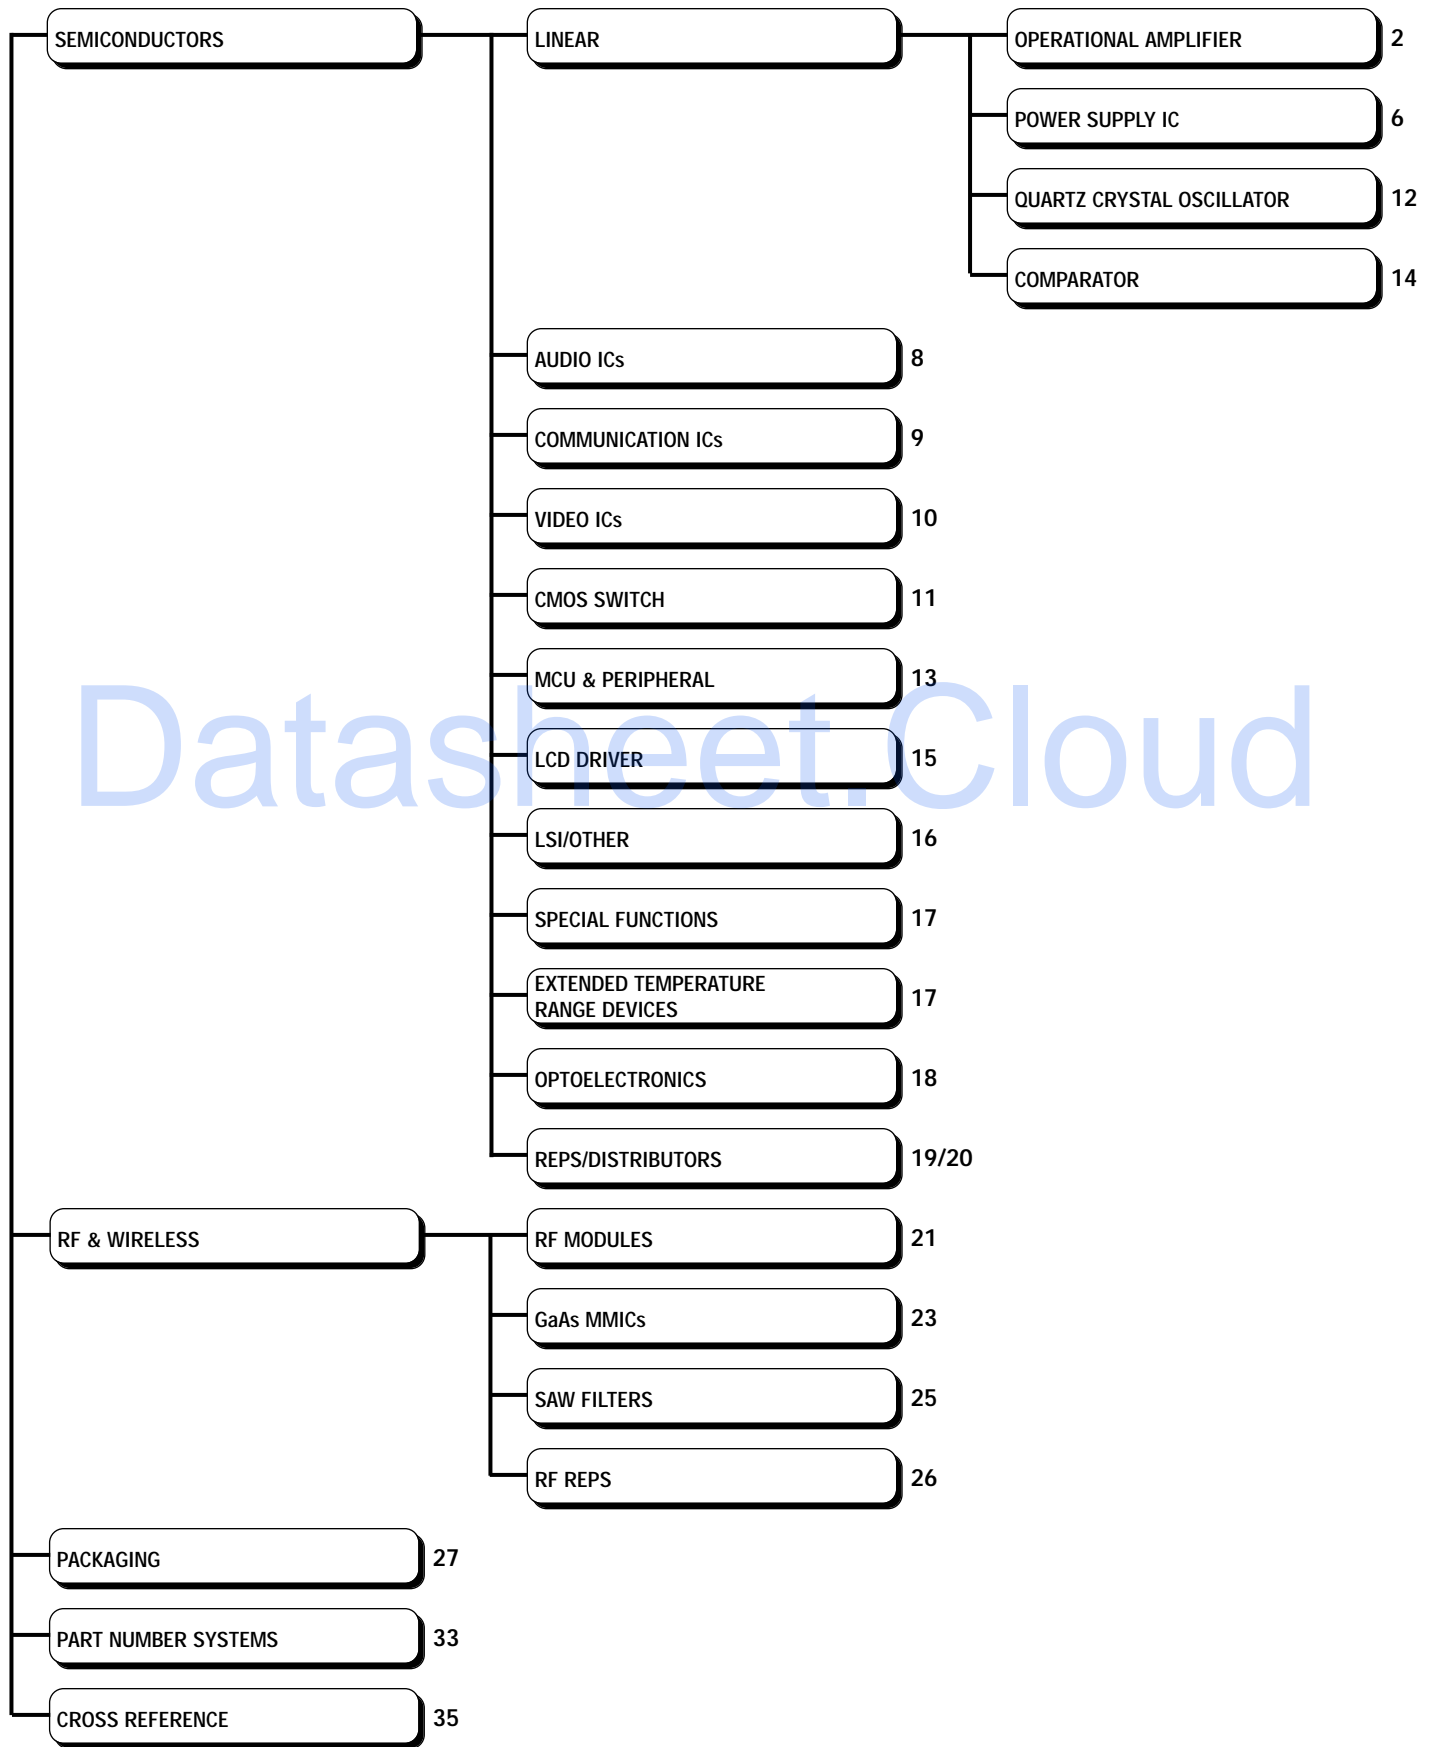 SEMICONDUCTORS
LINEAR
OPERATIONAL AMPLIFIER 2
POWER SUPPLY IC 6
QUARTZ CRYSTAL OSCILLATOR 12
COMPARATOR 14
AUDIO ICs 8
COMMUNICATION ICs 9
VIDEO ICs 10
CMOS SWITCH 11
MCU & PERIPHERAL 13
LCD DRIVER 15
Datasheet.Cloud
LSI/OTHER 16
SPECIAL FUNCTIONS 17
EXTENDED TEMPERATURE
RANGE DEVICES 17
OPTOELECTRONICS 18
REPS/DISTRIBUTORS 19/20
RF & WIRELESS
RF MODULES 21
GaAs MMICs 23
SAW FILTERS 25
RF REPS 26
PACKAGING 27
PART NUMBER SYSTEMS 33
CROSS REFERENCE 35